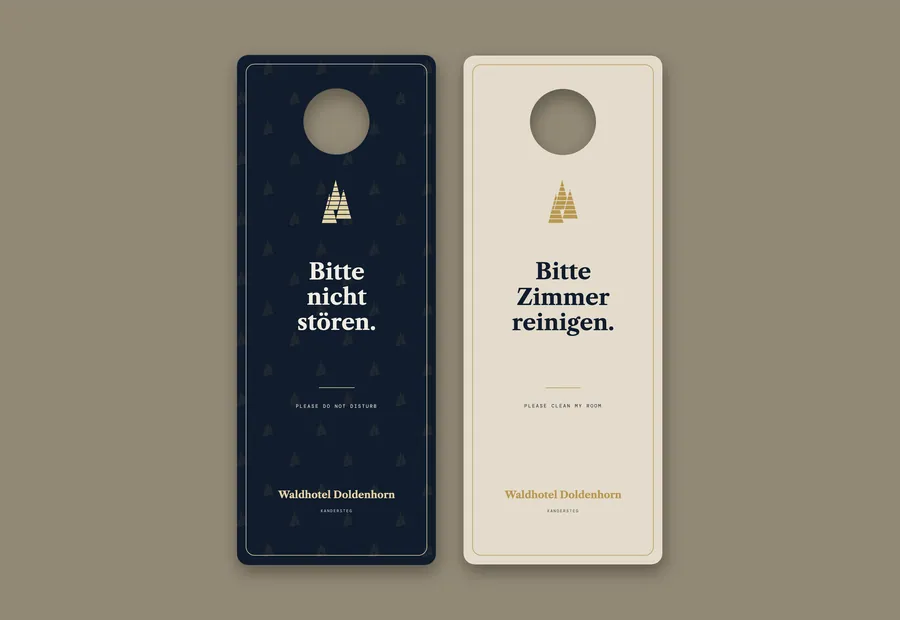 Bitte
nicht
stören.
PLEASE DO NOT DISTURB
Waldhotel Doldenhorn
KANDERSTEG
Bitte
Zimmer
reinigen.
PLEASE CLEAN MY ROOM
Waldhotel Doldenhorn
KANDERSTEG